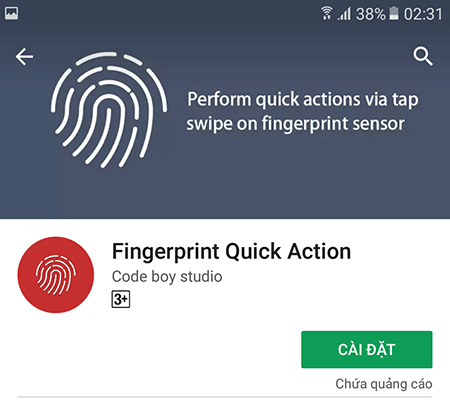 38% 02:31
Perform quick actions via tap
swipe on fingerprint sensor
Fingerprint Quick Action
Code boy studio
3+
CÀI ĐẶT
Chứa quảng cáo